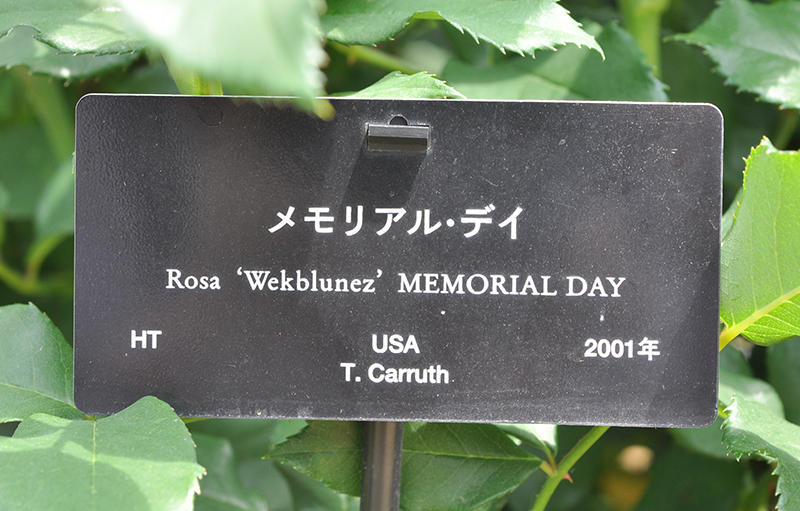 メモリアル・デイ
Rosa ‘Wekblunez’ MEMORIAL DAY
HT USA 2001年
T. Carruth